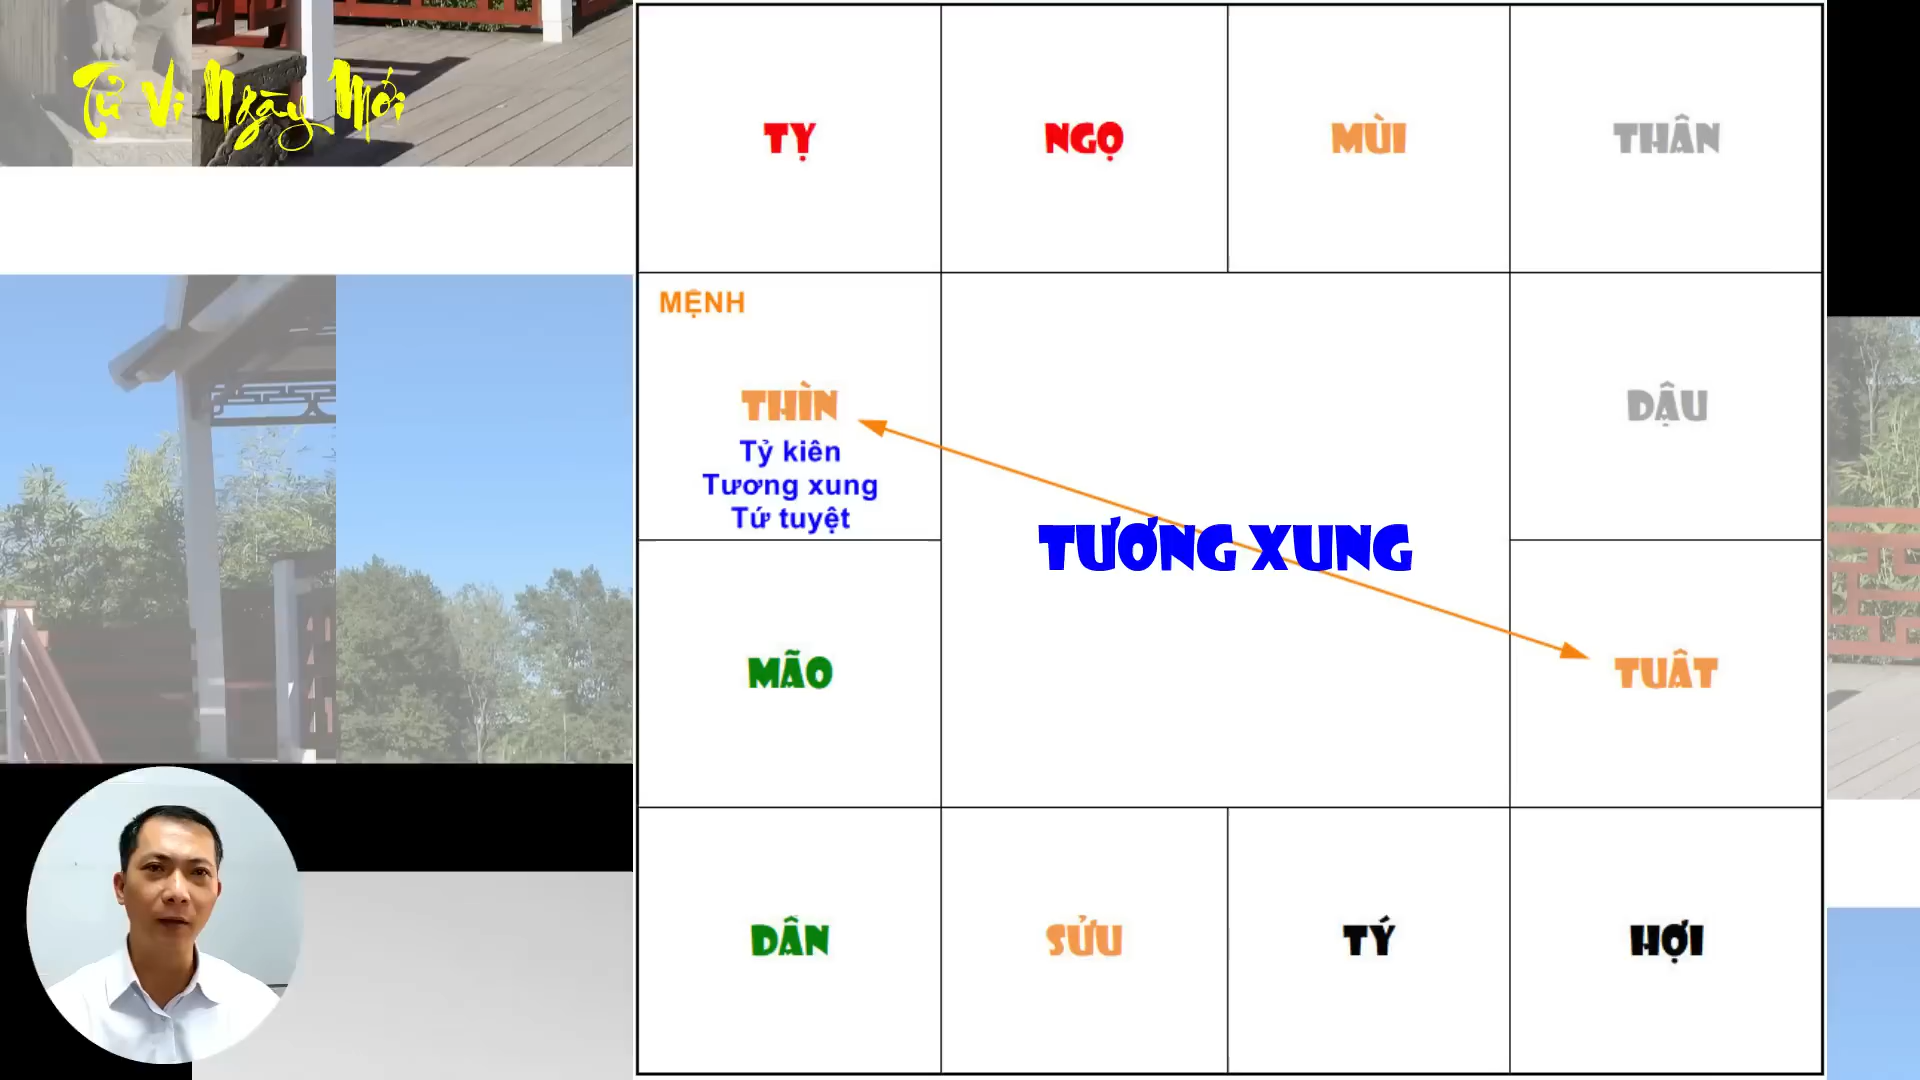 Tử Vi Ngày Mới
TỴ
NGỌ
MÙI
THÂN
MỆNH
THÌN
Tỷ kiên
Tương xung
Tứ tuyệt
DẬU
TƯƠNG XUNG
MÃO
TUẤT
DẦN
SỬU
TÝ
HỢI